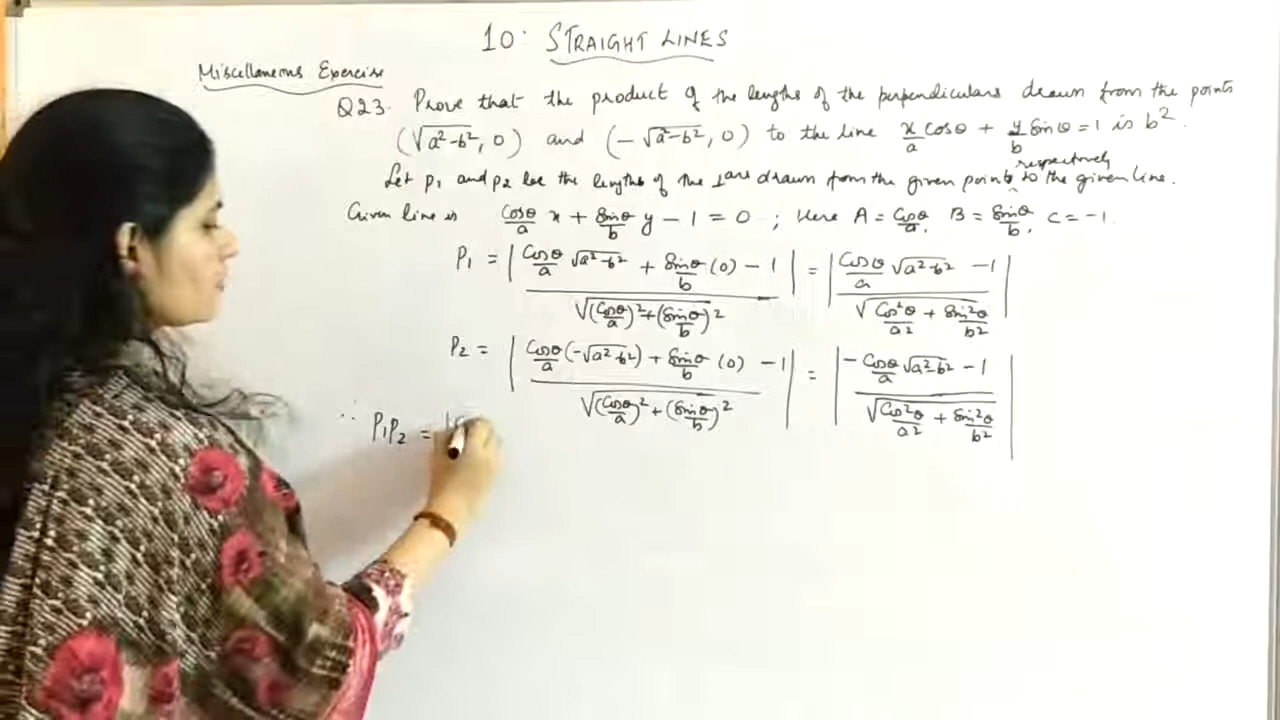 10: STRAIGHT LINES
Miscellaneous Exercise
Q23. Prove that the product of the lengths of the perpendiculars drawn from the points
(√a²-b², 0) and (-√a²-b², 0) to the line x/a cosθ + y/b sinθ = 1 is b².
Let p₁ and p₂ be the lengths of the ⊥ars drawn from the given points respectively to the given line.
Given line is cosθ/a x + sinθ/b y - 1 = 0 ; Here A = cosθ/a, B = sinθ/b, C = -1.
P₁ = | (cosθ/a √a²-b² + sinθ/b (0) - 1) / √((cosθ/a)² + (sinθ/b)²) | = | (cosθ/a √a²-b² - 1) / √(cos²θ/a² + sin²θ/b²) |
P₂ = | (cosθ/a (-√a²-b²) + sinθ/b (0) - 1) / √((cosθ/a)² + (sinθ/b)²) | = | (-cosθ/a √a²-b² - 1) / √(cos²θ/a² + sin²θ/b²) |
∴ P₁P₂ = |